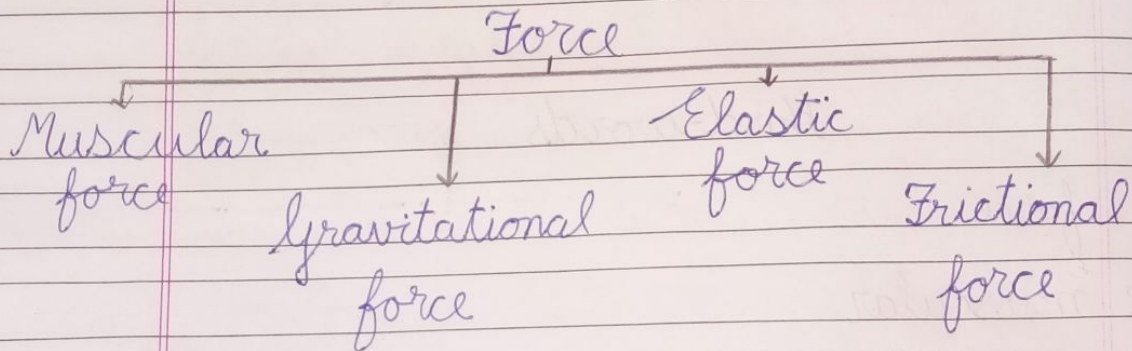 Force
Muscular
force
Gravitational
force
Elastic
force
Frictional
force